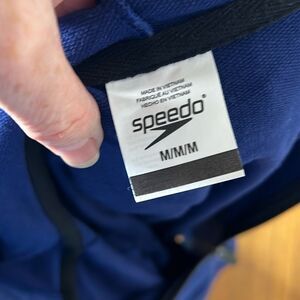 MADE IN VIETNAM
FABRIQUÉ AU VIETNAM
HECHO EN VIETNAM
speedo
M/M/M